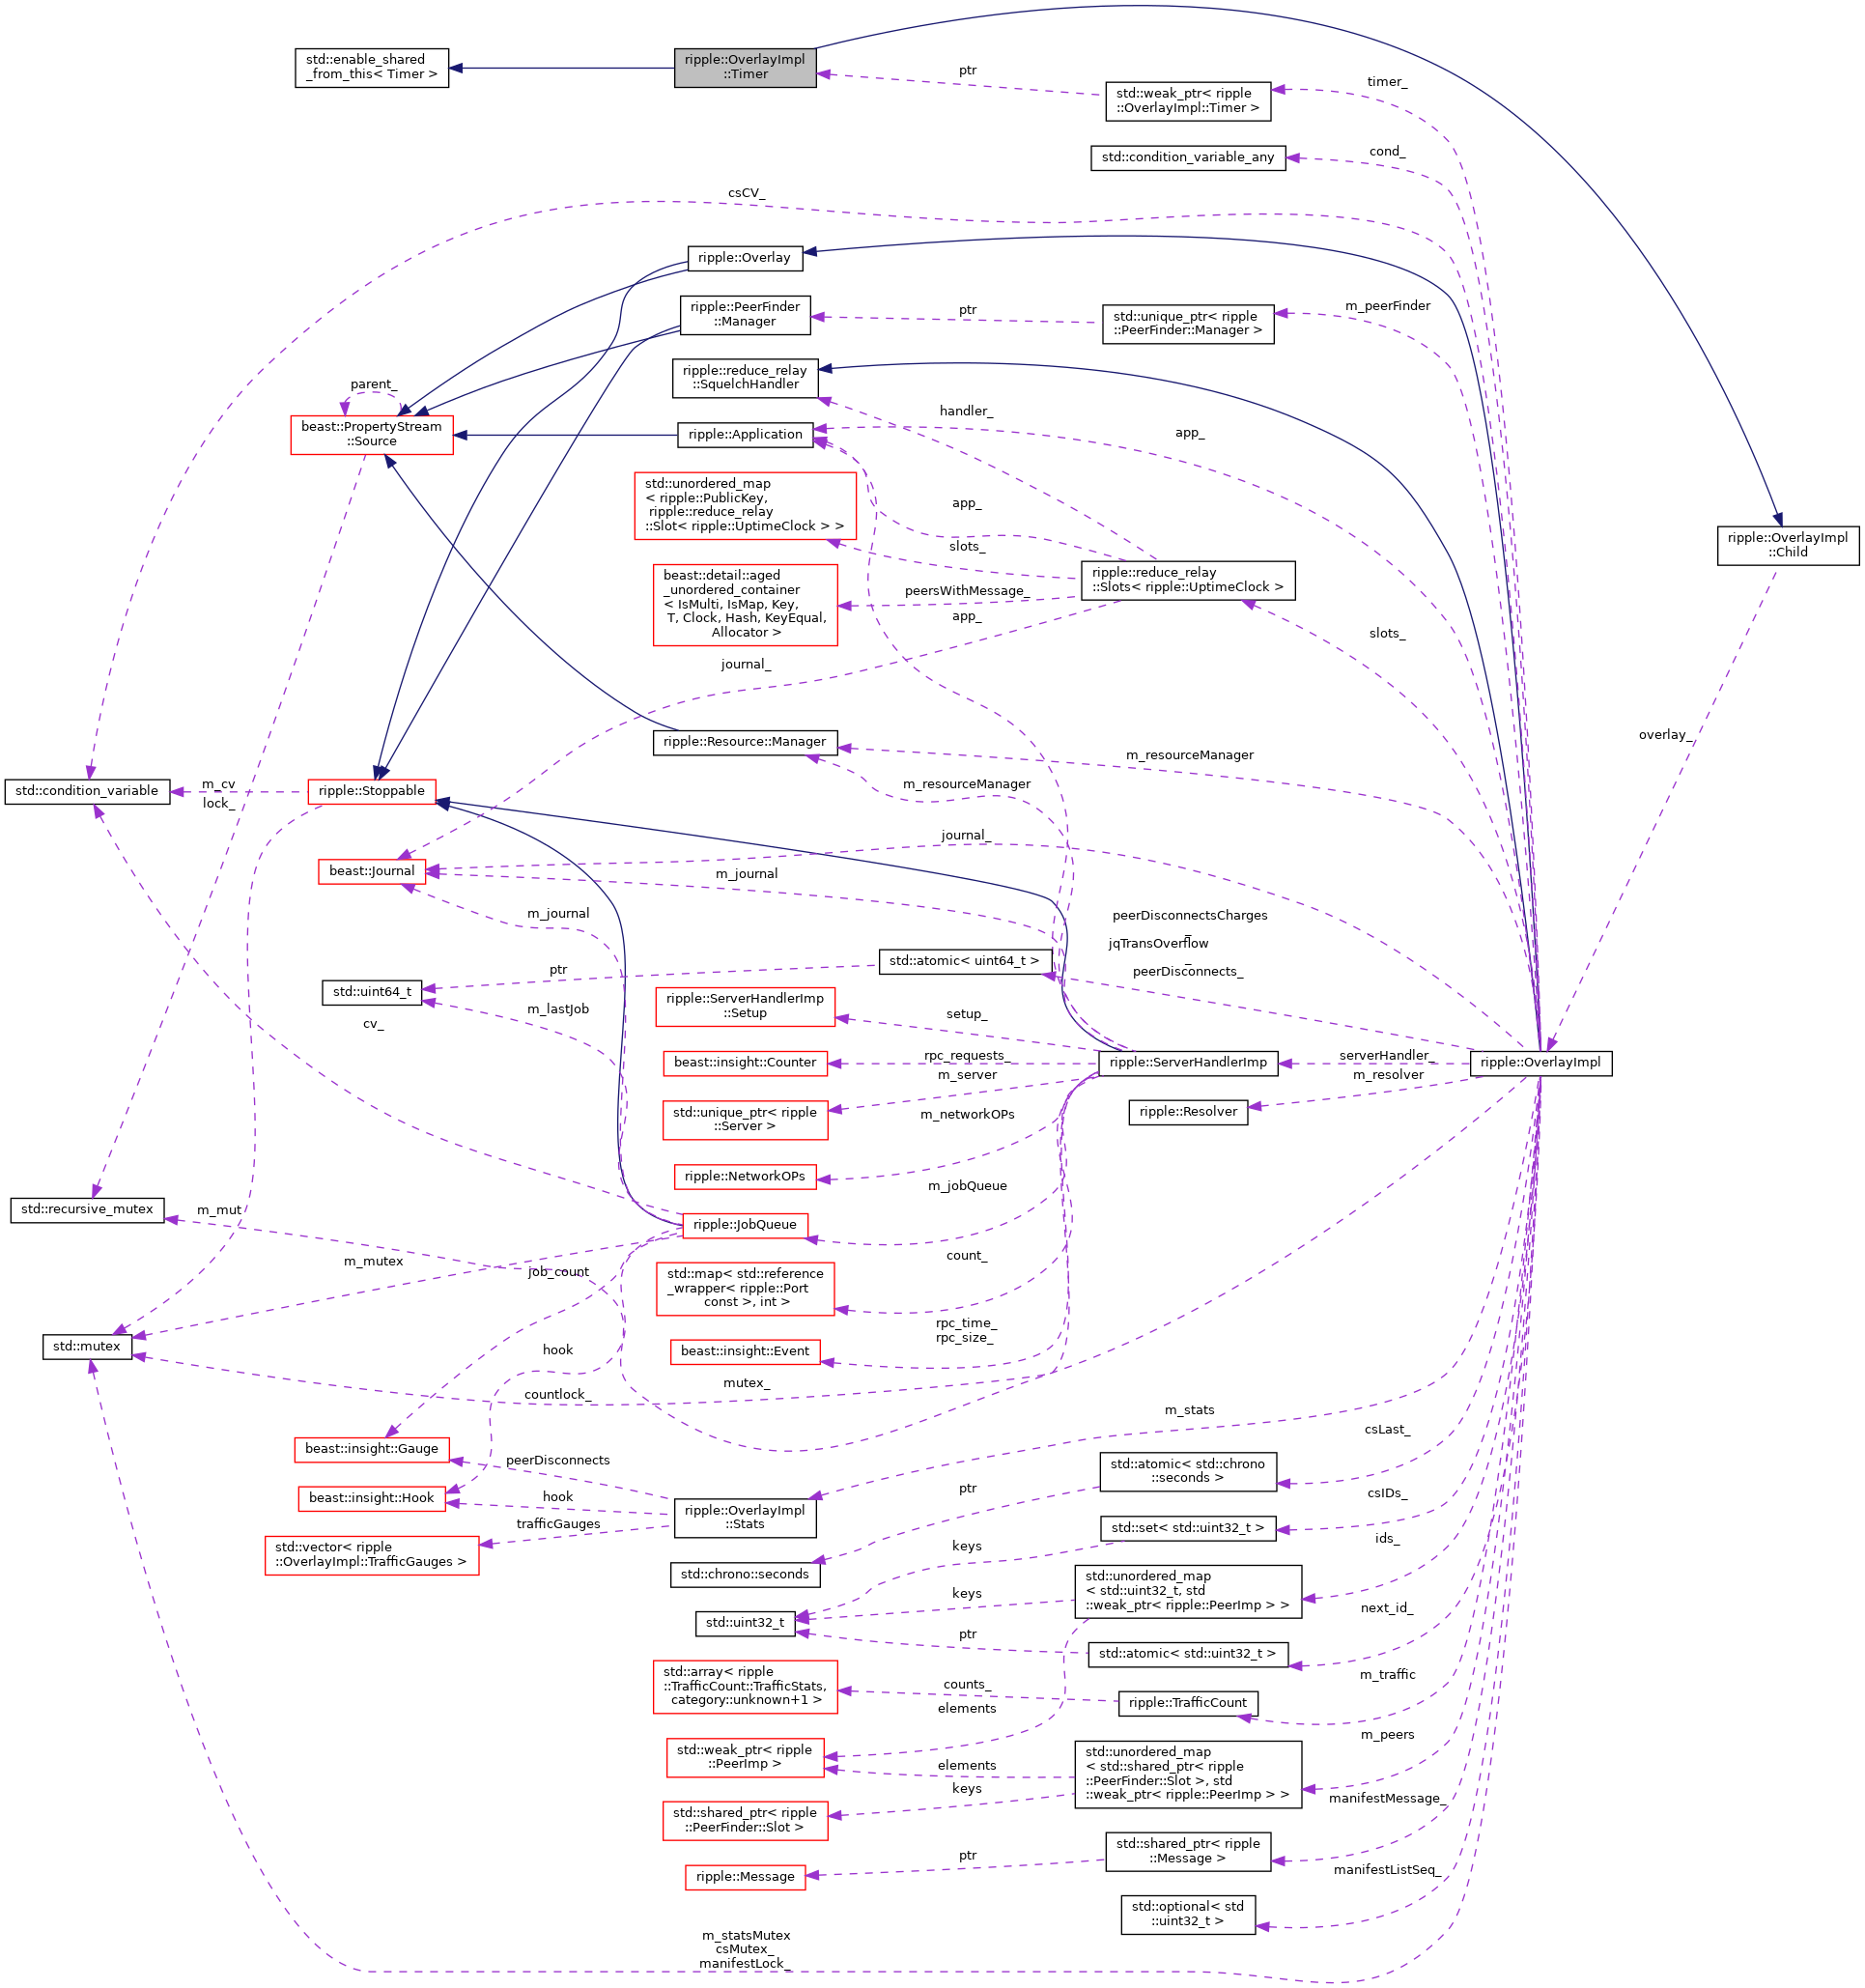 std::enable_shared
_from_this< Timer >
ripple::OverlayImpl
::Timer
ptr
std::weak_ptr< ripple
::OverlayImpl::Timer >
timer_
std::condition_variable_any
cond_
csCV_
ripple::Overlay
ripple::PeerFinder
::Manager
ptr
std::unique_ptr< ripple
::PeerFinder::Manager >
m_peerFinder
ripple::reduce_relay
::SquelchHandler
parent_
beast::PropertyStream
::Source
handler_
ripple::Application
app_
std::unordered_map
< ripple::PublicKey,
ripple::reduce_relay
::Slot< ripple::UptimeClock > >
app_
slots_
ripple::OverlayImpl
::Child
beast::detail::aged
_unordered_container
< IsMulti, IsMap, Key,
T, Clock, Hash, KeyEqual,
Allocator >
peersWithMessage_
app_
ripple::reduce_relay
::Slots< ripple::UptimeClock >
slots_
journal_
ripple::Resource::Manager
m_resourceManager
overlay_
std::condition_variable
m_cv
lock_
ripple::Stoppable
m_resourceManager
journal_
beast::Journal
m_journal
m_journal
peerDisconnectsCharges
_
jqTransOverflow
_
peerDisconnects_
std::atomic< uint64_t >
ptr
std::uint64_t
m_lastJob
cv_
ripple::ServerHandlerImp
::Setup
setup_
beast::insight::Counter
rpc_requests_
m_server
ripple::ServerHandlerImp
serverHandler_
m_resolver
ripple::OverlayImpl
std::unique_ptr< ripple
::Server >
m_networkOPs
ripple::Resolver
ripple::NetworkOPs
m_jobQueue
std::recursive_mutex
m_mut
ripple::JobQueue
m_mutex
job_count
count_
std::map< std::reference
_wrapper< ripple::Port
const >, int >
std::mutex
hook
beast::insight::Event
rpc_time_
rpc_size_
countlock_
mutex_
m_stats
beast::insight::Gauge
peerDisconnects
csLast_
std::atomic< std::chrono
::seconds >
ptr
beast::insight::Hook
hook
trafficGauges
ripple::OverlayImpl
::Stats
csIDs_
std::set< std::uint32_t >
std::vector< ripple
::OverlayImpl::TrafficGauges >
std::chrono::seconds
keys
ids_
std::unordered_map
< std::uint32_t, std
::weak_ptr< ripple::PeerImp > >
keys
std::uint32_t
ptr
next_id_
std::atomic< std::uint32_t >
std::array< ripple
::TrafficCount::TrafficStats,
category::unknown+1 >
counts_
elements
ripple::TrafficCount
m_traffic
std::weak_ptr< ripple
::PeerImp >
elements
keys
std::unordered_map
< std::shared_ptr< ripple
::PeerFinder::Slot >, std
::weak_ptr< ripple::PeerImp > >
m_peers
std::shared_ptr< ripple
::PeerFinder::Slot >
manifestMessage_
std::shared_ptr< ripple
::Message >
ptr
ripple::Message
manifestListSeq_
std::optional< std
::uint32_t >
m_statsMutex
csMutex_
manifestLock_